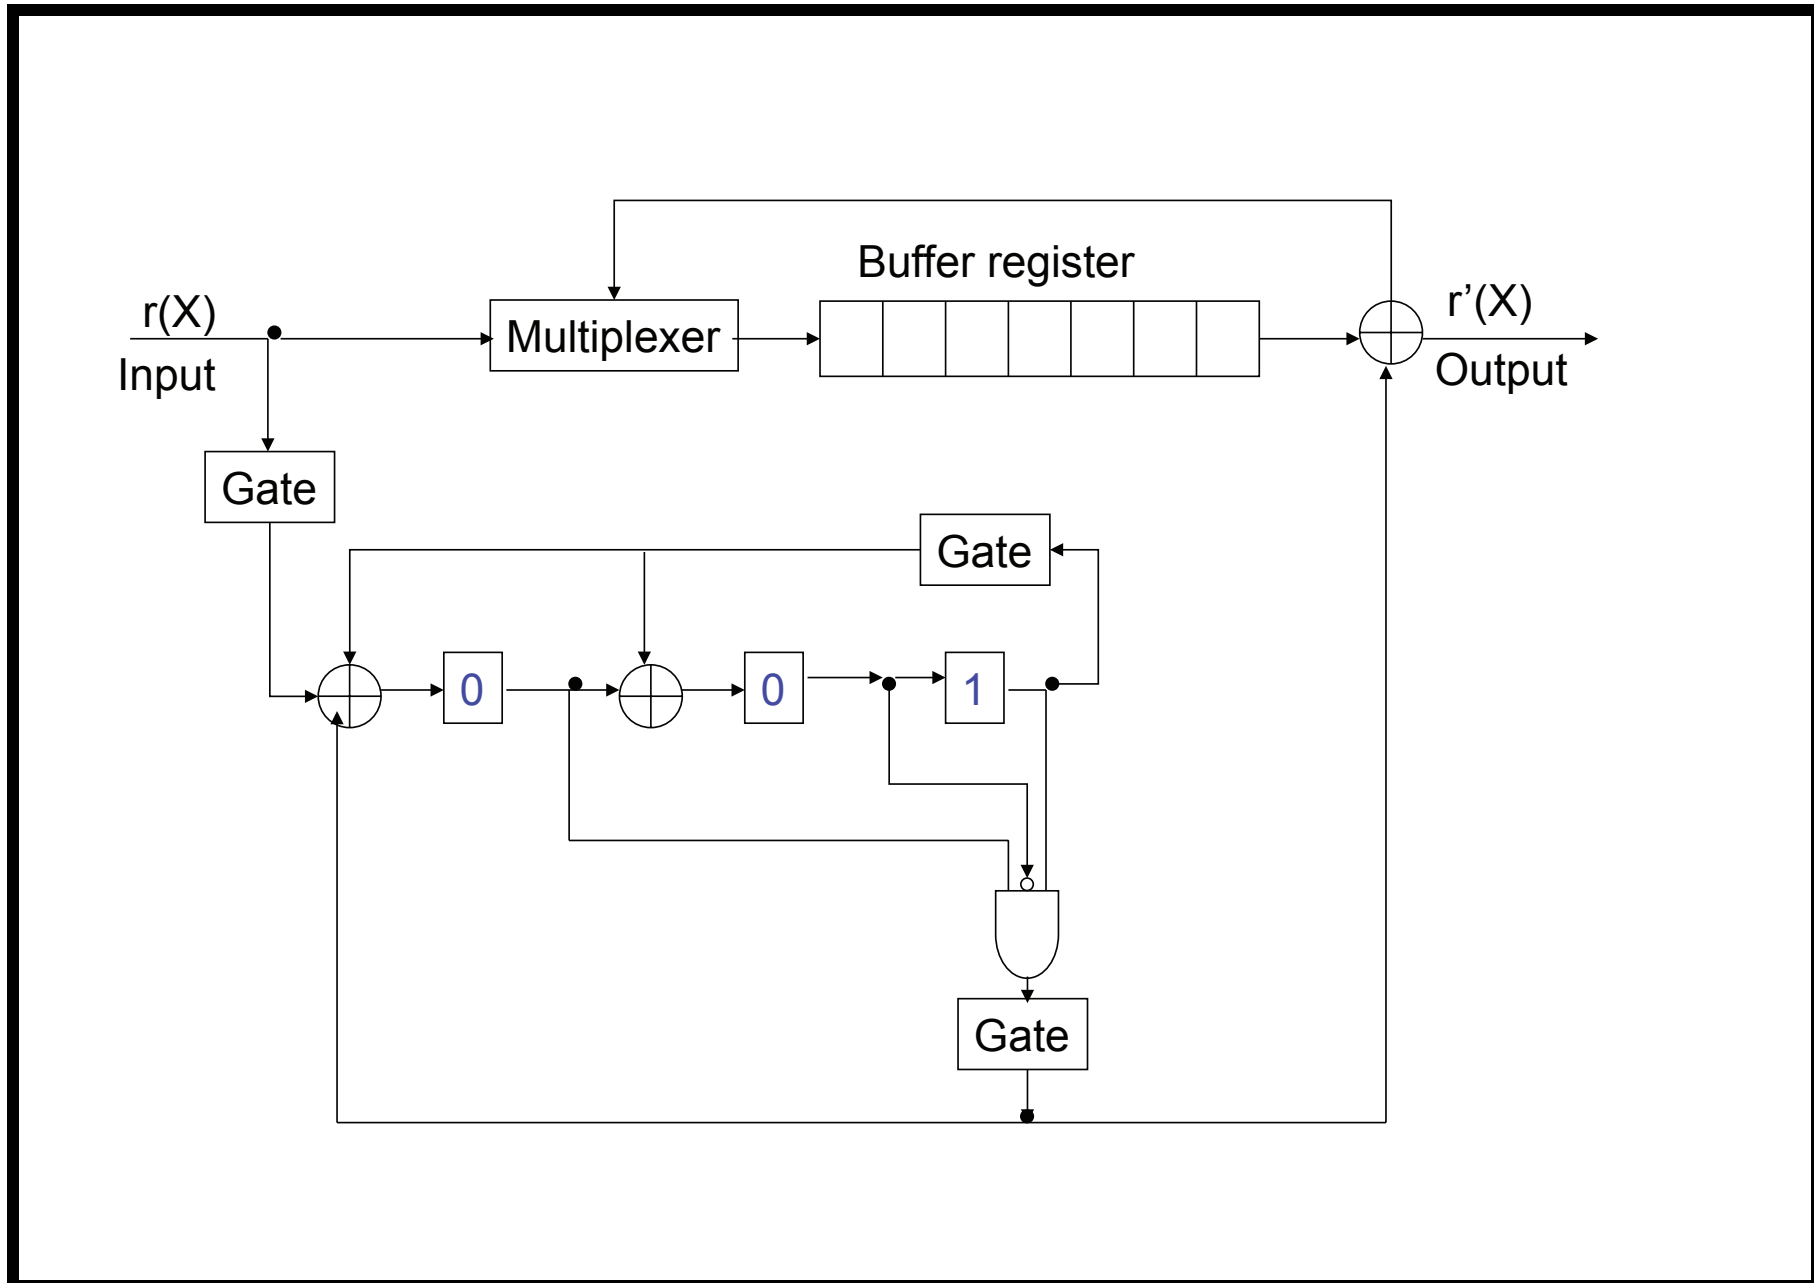 Buffer register
r(X)
Input
Multiplexer
r’(X)
Output
Gate
Gate
0
0
1
Gate